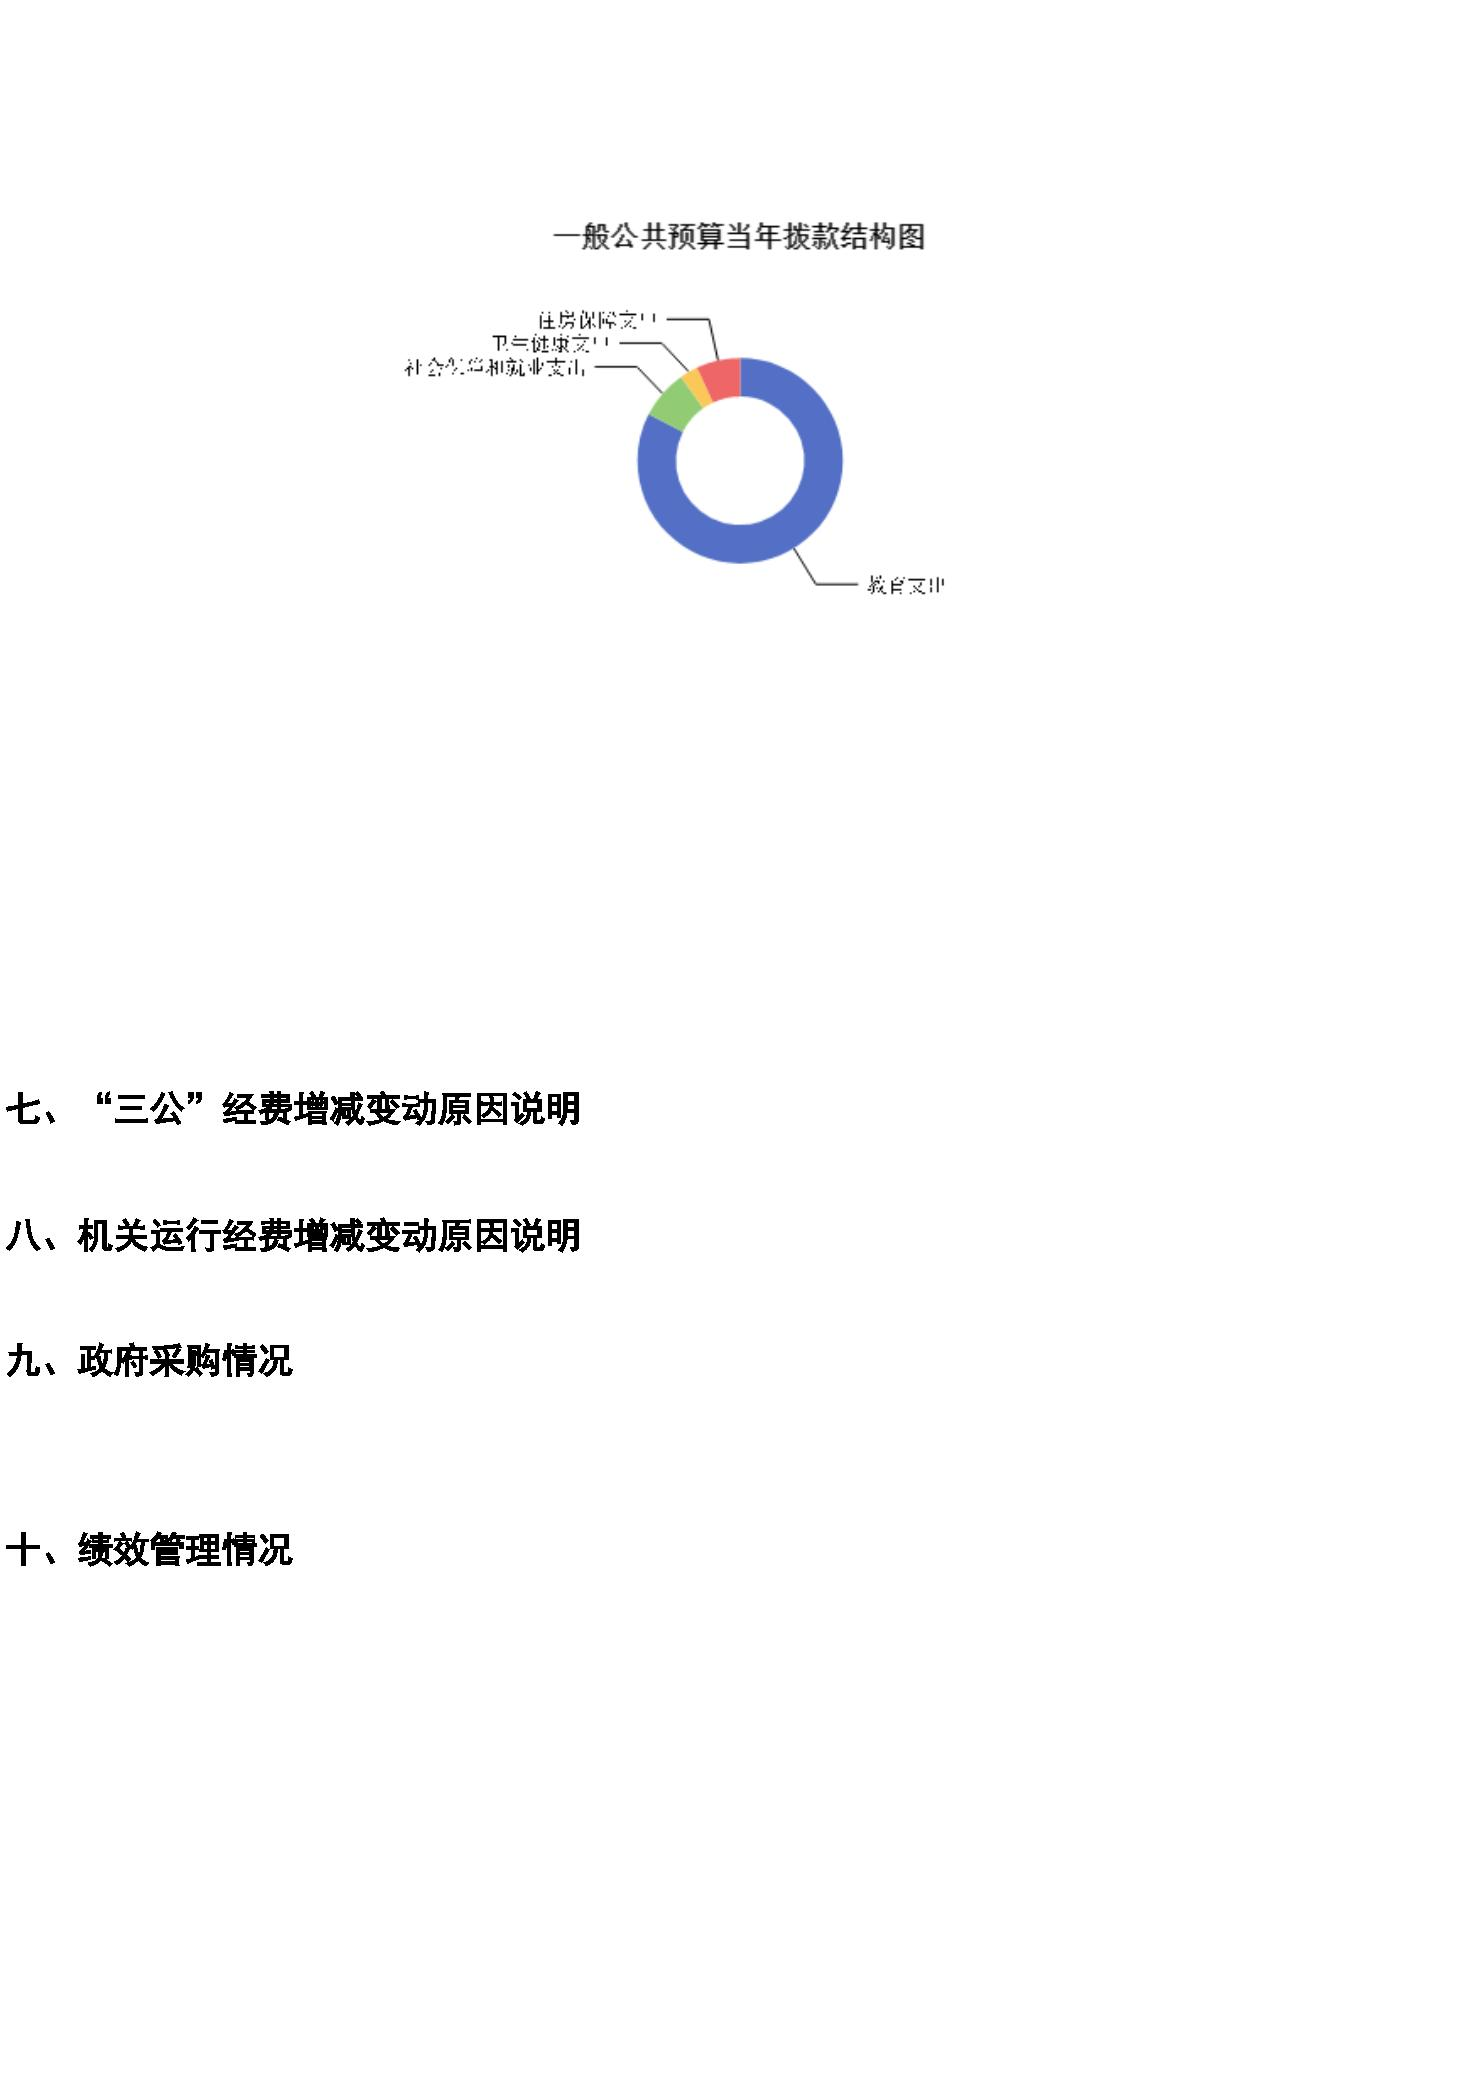 一般公共预算当年拨款结构图
住房保障支出
卫生健康支出
社会保障和就业支出
教育支出
七、“三公”经费增减变动原因说明
八、机关运行经费增减变动原因说明
九、政府采购情况
十、绩效管理情况